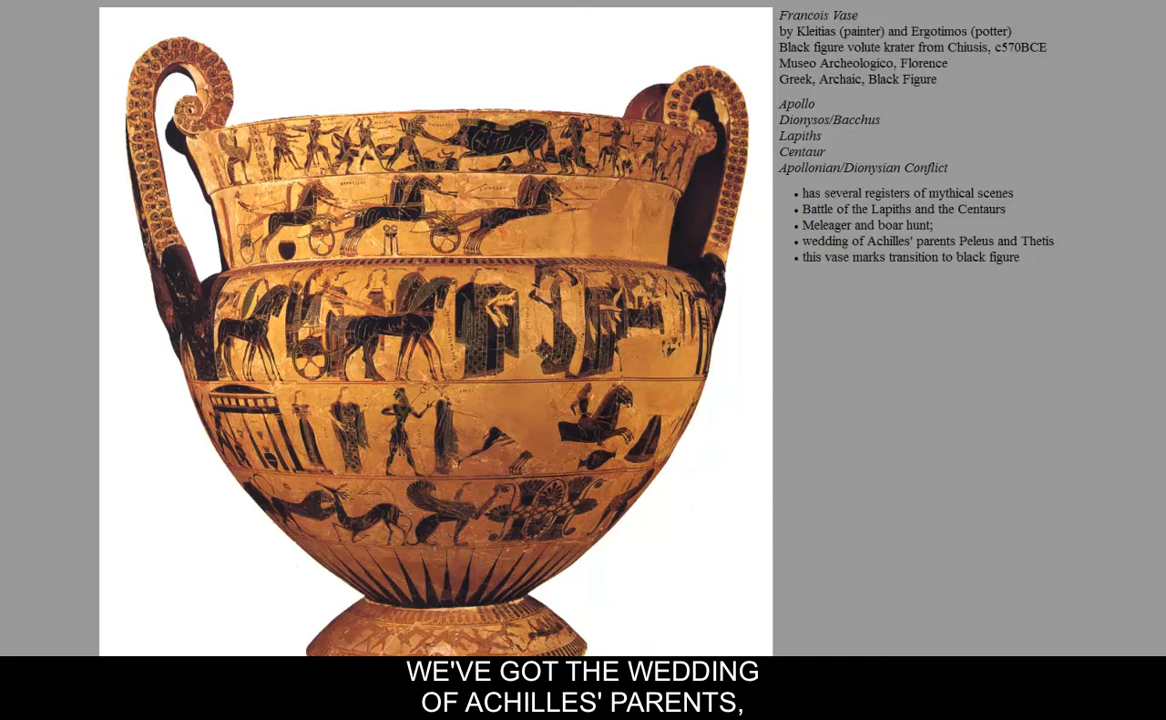 Francois Vase
by Kleitias (painter) and Ergotimos (potter)
Black figure volute krater from Chiusis, c570BCE
Museo Archeologico, Florence
Greek, Archaic, Black Figure
Apollo
Dionysos/Bacchus
Lapiths
Centaur
Apollonian/Dionysian Conflict
• has several registers of mythical scenes
• Battle of the Lapiths and the Centaurs
• Meleager and boar hunt;
• wedding of Achilles' parents Peleus and Thetis
• this vase marks transition to black figure
WE'VE GOT THE WEDDING
OF ACHILLES' PARENTS,